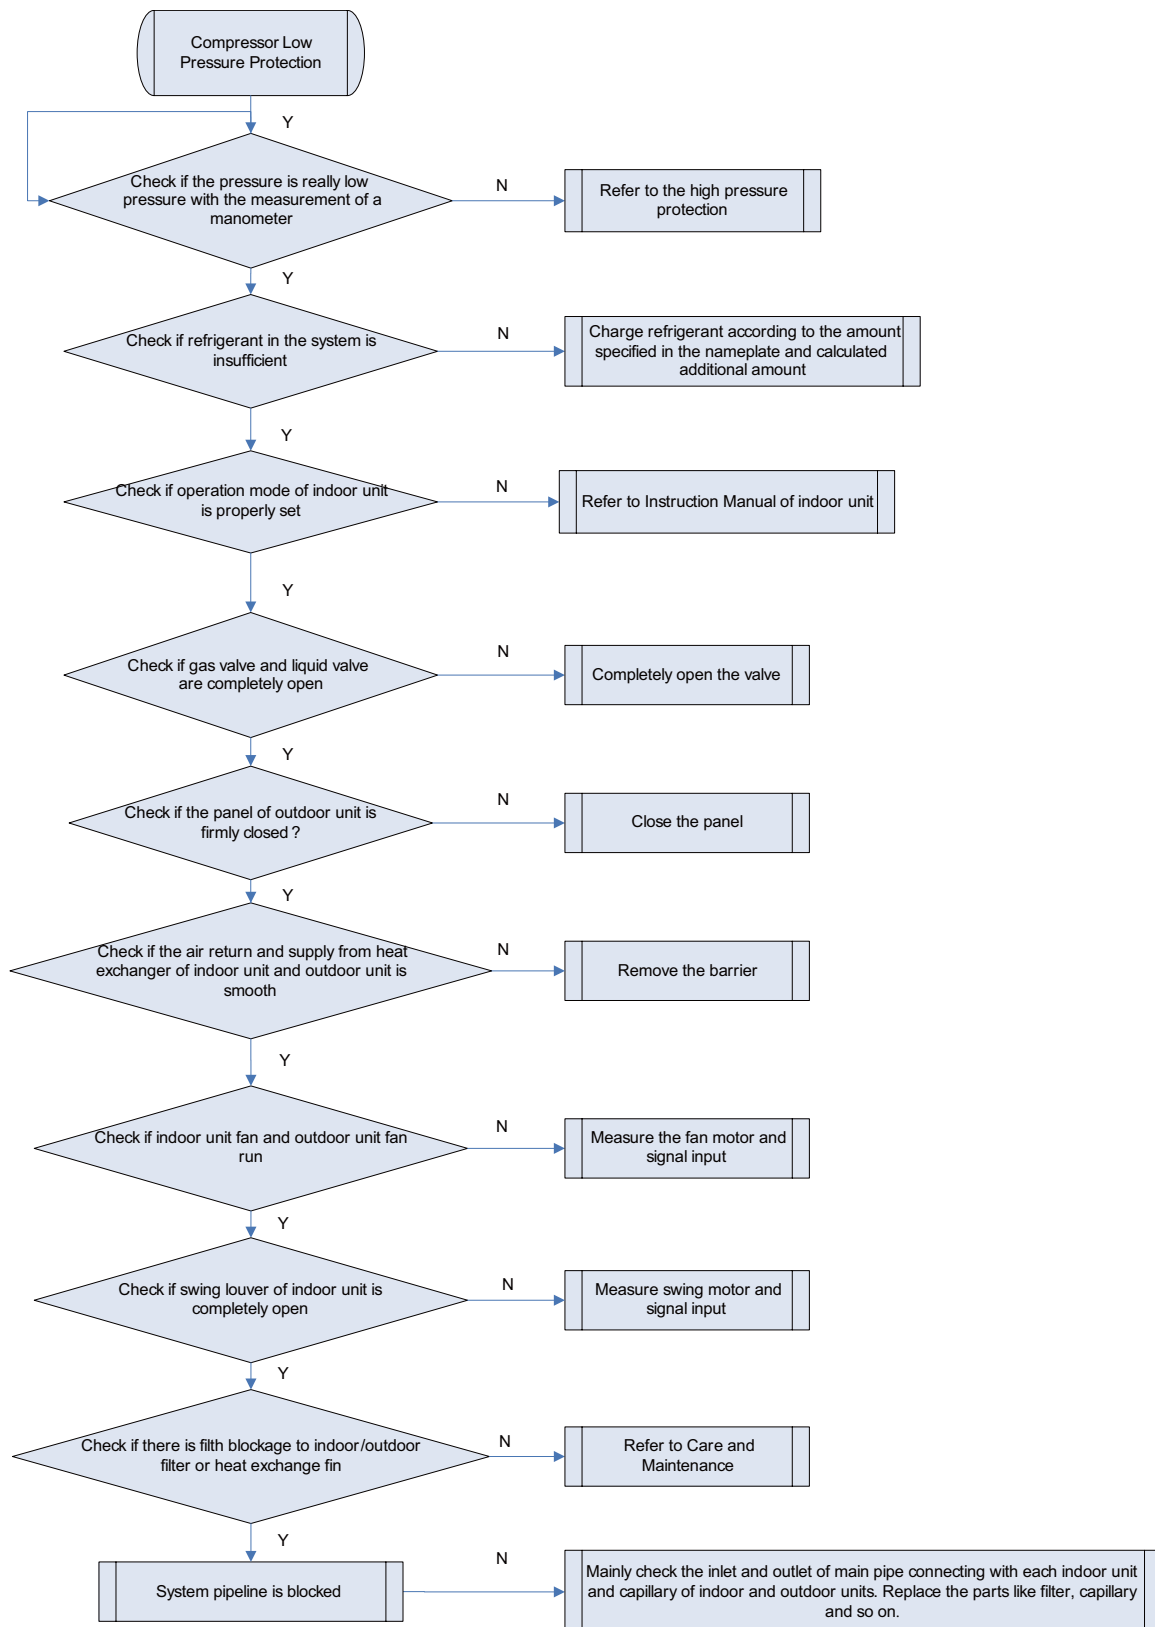 Compressor Low
Pressure Protection
Y
Check if the pressure is really low
pressure with the measurement of a
manometer
N
Refer to the high pressure
protection
Y
Check if refrigerant in the system is
insufficient
N
Charge refrigerant according to the amount
specified in the nameplate and calculated
additional amount
Y
Check if operation mode of indoor unit
is properly set
N
Refer to Instruction Manual of indoor unit
Y
Check if gas valve and liquid valve
are completely open
N
Completely open the valve
Y
Check if the panel of outdoor unit is
firmly closed ?
N
Close the panel
Y
Check if the air return and supply from heat
exchanger of indoor unit and outdoor unit is
smooth
N
Remove the barrier
Y
Check if indoor unit fan and outdoor unit fan
run
N
Measure the fan motor and
signal input
Y
Check if swing louver of indoor unit is
completely open
N
Measure swing motor and
signal input
Y
Check if there is filth blockage to indoor/outdoor
filter or heat exchange fin
N
Refer to Care and
Maintenance
Y
System pipeline is blocked
N
Mainly check the inlet and outlet of main pipe connecting with each indoor unit
and capillary of indoor and outdoor units. Replace the parts like filter, capillary
and so on.